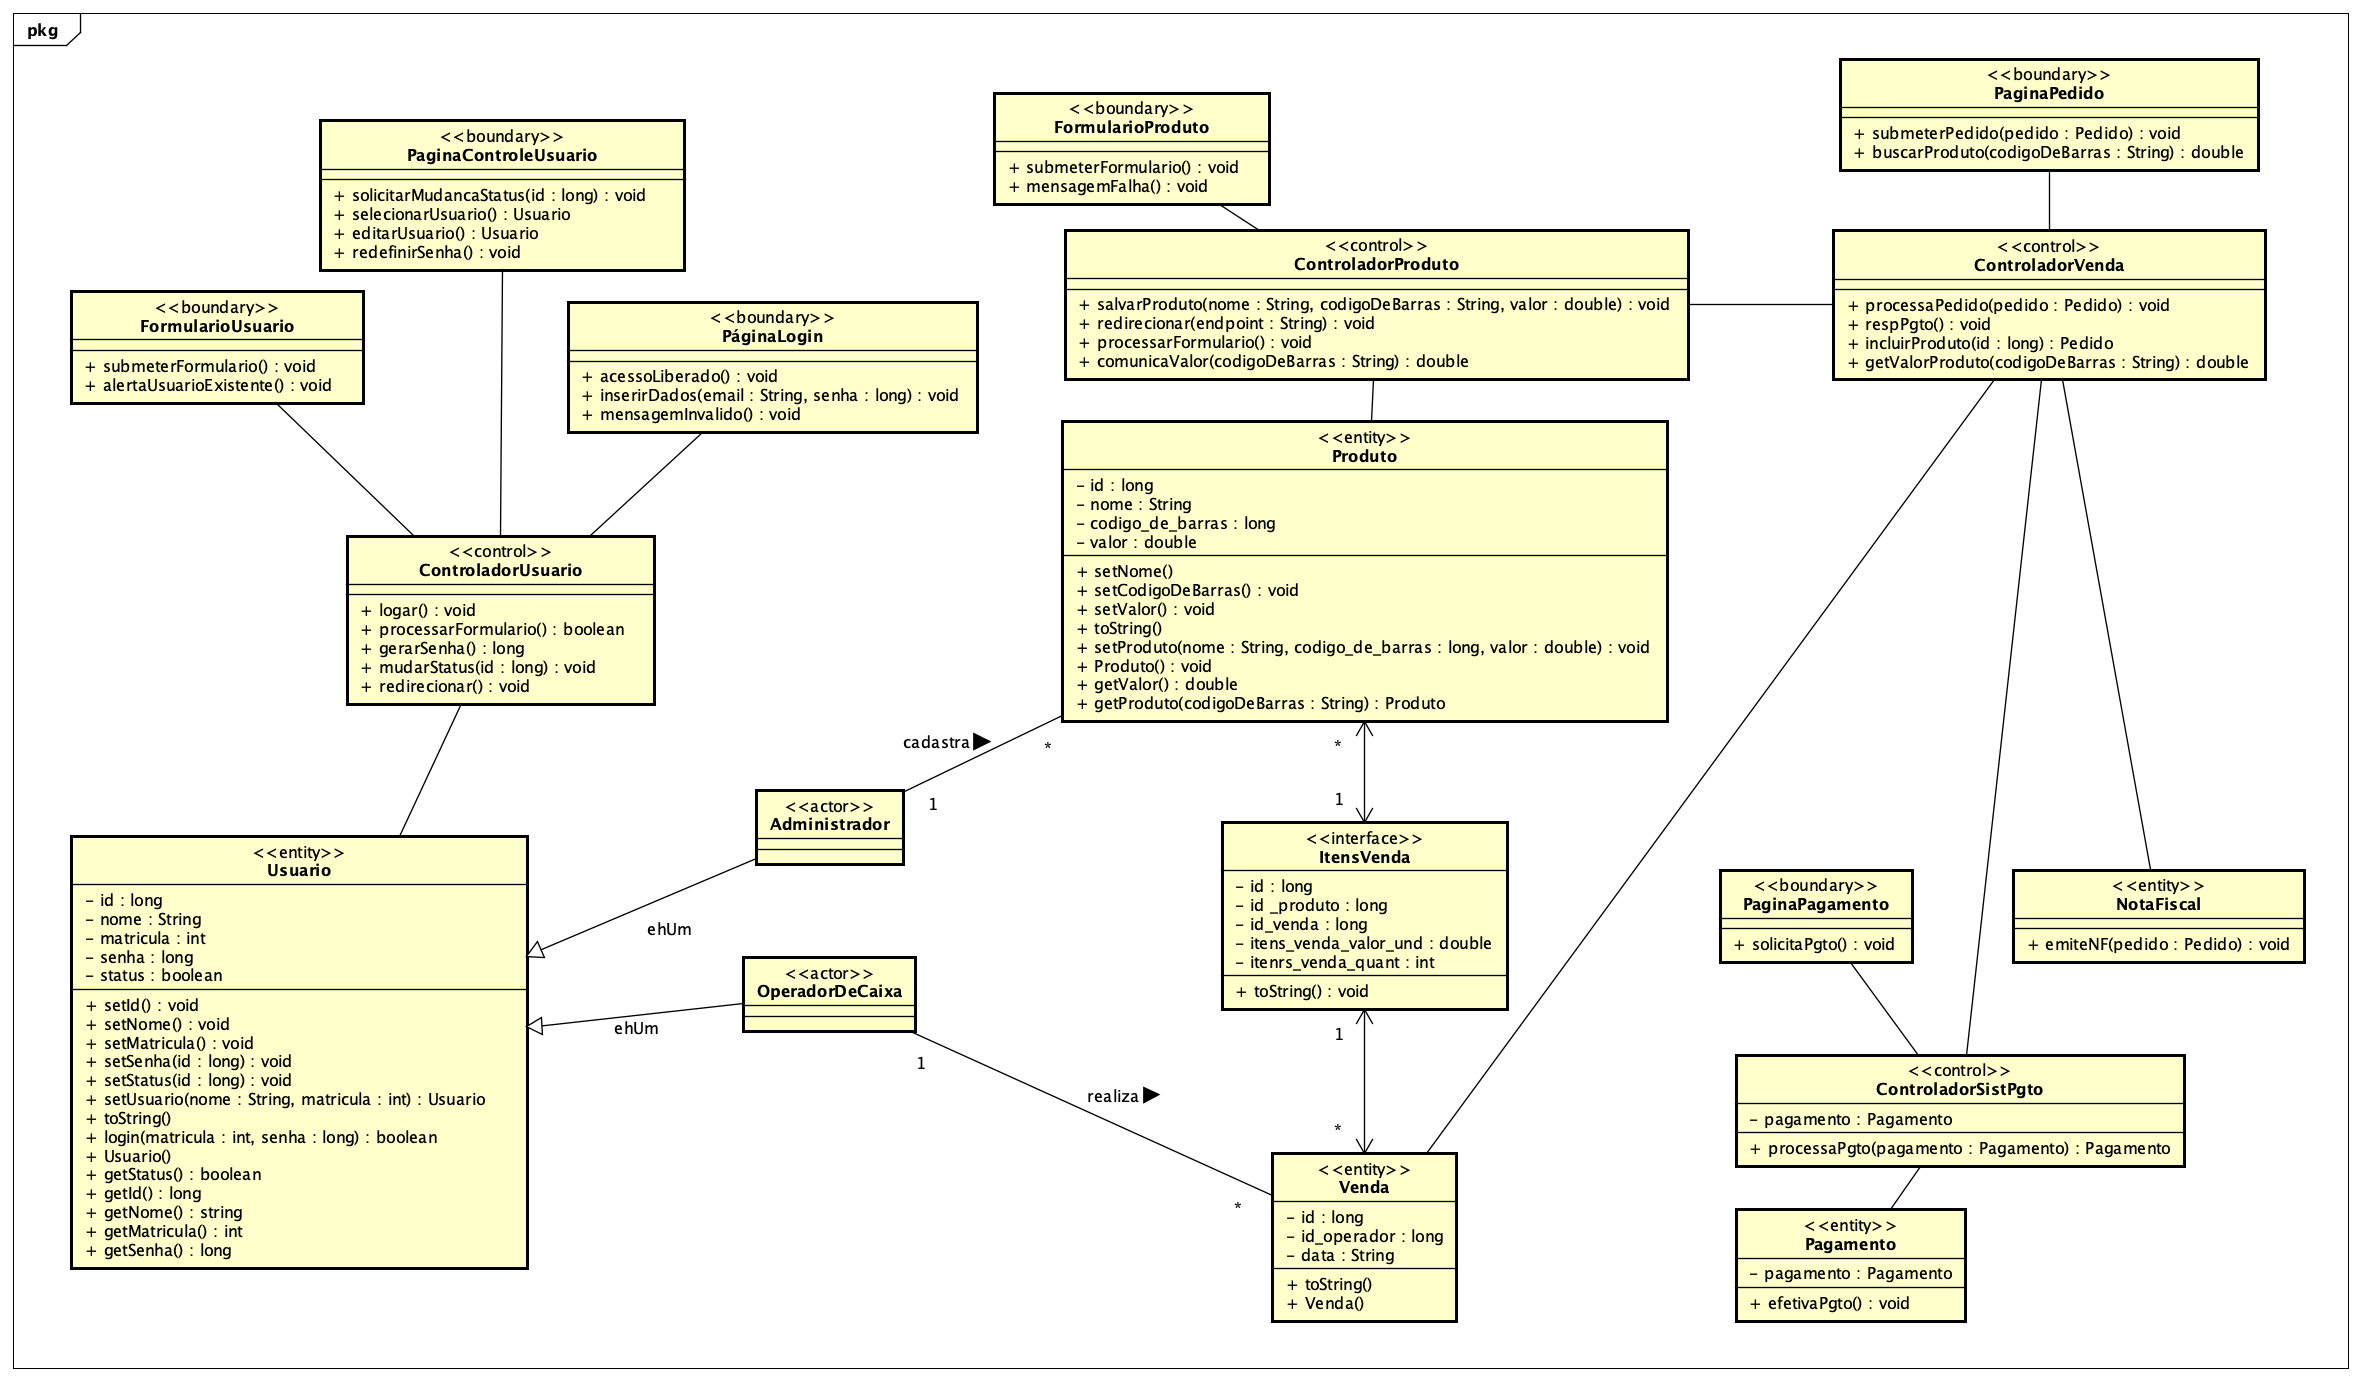 pkg
<<boundary>>
PaginaControleUsuario
+ solicitarMudancaStatus(id : long) : void
+ selecionarUsuario() : Usuario
+ editarUsuario() : Usuario
+ redefinirSenha() : void
<<boundary>>
FormularioUsuario
+ submeterFormulario() : void
+ alertaUsuarioExistente() : void
<<boundary>>
PáginaLogin
+ acessoLiberado() : void
+ inserirDados(email : String, senha : long) : void
+ mensagemInvalido() : void
<<control>>
ControladorUsuario
+ logar() : void
+ processarFormulario() : boolean
+ gerarSenha() : long
+ mudarStatus(id : long) : void
+ redirecionar() : void
<<entity>>
Usuario
- id : long
- nome : String
- matricula : int
- senha : long
- status : boolean
+ setId() : void
+ setNome() : void
+ setMatricula() : void
+ setSenha(id : long) : void
+ setStatus(id : long) : void
+ setUsuario(nome : String, matricula : int) : Usuario
+ toString()
+ login(matricula : int, senha : long) : boolean
+ Usuario()
+ getStatus() : boolean
+ getId() : long
+ getNome() : string
+ getMatricula() : int
+ getSenha() : long
<<actor>>
Administrador
ehUm
<<actor>>
OperadorDeCaixa
ehUm
cadastra
1
*
realiza
1
*
<<boundary>>
FormularioProduto
+ submeterFormulario() : void
+ mensagemFalha() : void
<<control>>
ControladorProduto
+ salvarProduto(nome : String, codigoDeBarras : String, valor : double) : void
+ redirecionar(endpoint : String) : void
+ processarFormulario() : void
+ comunicaValor(codigoDeBarras : String) : double
<<entity>>
Produto
- id : long
- nome : String
- codigo_de_barras : long
- valor : double
+ setNome()
+ setCodigoDeBarras() : void
+ setValor() : void
+ toString()
+ setProduto(nome : String, codigo_de_barras : long, valor : double) : void
+ Produto() : void
+ getValor() : double
+ getProduto(codigoDeBarras : String) : Produto
*
1
<<interface>>
ItensVenda
- id : long
- id _produto : long
- id_venda : long
- itens_venda_valor_und : double
- itenrs_venda_quant : int
+ toString() : void
1
*
<<entity>>
Venda
- id : long
- id_operador : long
- data : String
+ toString()
+ Venda()
<<boundary>>
PaginaPedido
+ submeterPedido(pedido : Pedido) : void
+ buscarProduto(codigoDeBarras : String) : double
<<control>>
ControladorVenda
+ processaPedido(pedido : Pedido) : void
+ respPgto() : void
+ incluirProduto(id : long) : Pedido
+ getValorProduto(codigoDeBarras : String) : double
<<boundary>>
PaginaPagamento
+ solicitaPgto() : void
<<entity>>
NotaFiscal
+ emiteNF(pedido : Pedido) : void
<<control>>
ControladorSistPgto
- pagamento : Pagamento
+ processaPgto(pagamento : Pagamento) : Pagamento
<<entity>>
Pagamento
- pagamento : Pagamento
+ efetivaPgto() : void